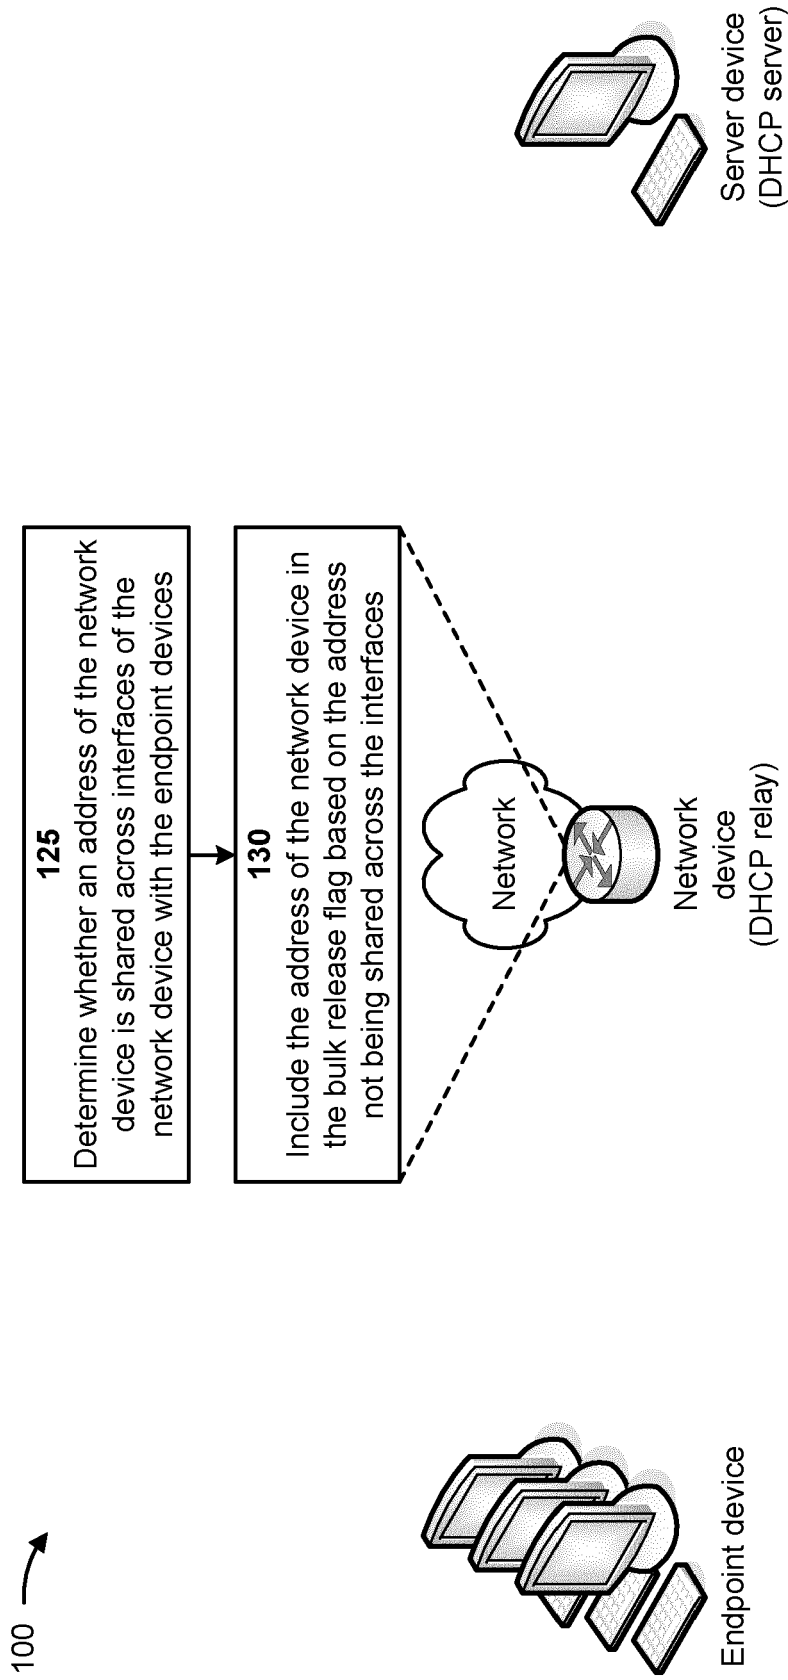 100
125
Determine whether an address of the network
device is shared across interfaces of the
network device with the endpoint devices
130
Include the address of the network device in
the bulk release flag based on the address
not being shared across the interfaces
Network
Endpoint device
Network
device
(DHCP relay)
Server device
(DHCP server)